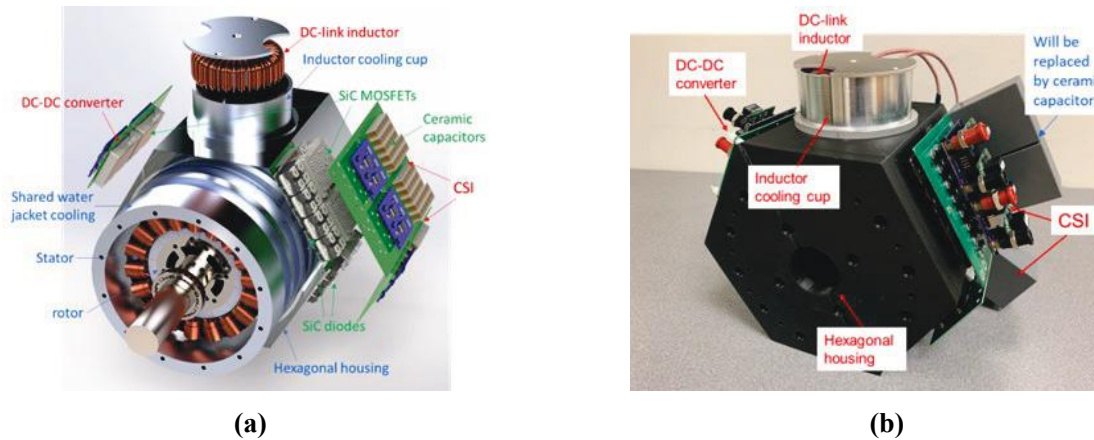 DC-link inductor
Inductor cooling cup
SiC MOSFETs
DC-DC converter
Ceramic
capacitors
CSI
Shared water
jacket cooling
Stator
rotor
SiC diodes
Hexagonal housing
(a)
DC-link
inductor
DC-DC
converter
Will be
replaced
by ceramic
capacitor
Inductor
cooling cup
CSI
Hexagonal
housing
(b)